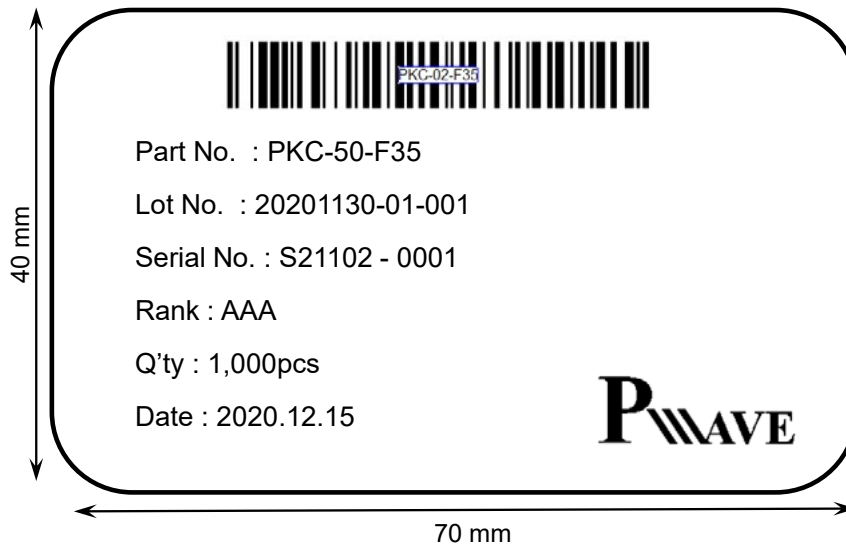 PKC-02-F35
Part No. : PKC-50-F35
Lot No. : 20201130-01-001
Serial No. : S21102 - 0001
Rank : AAA
Q’ty : 1,000pcs
Date : 2020.12.15
PWAVE
40 mm
70 mm